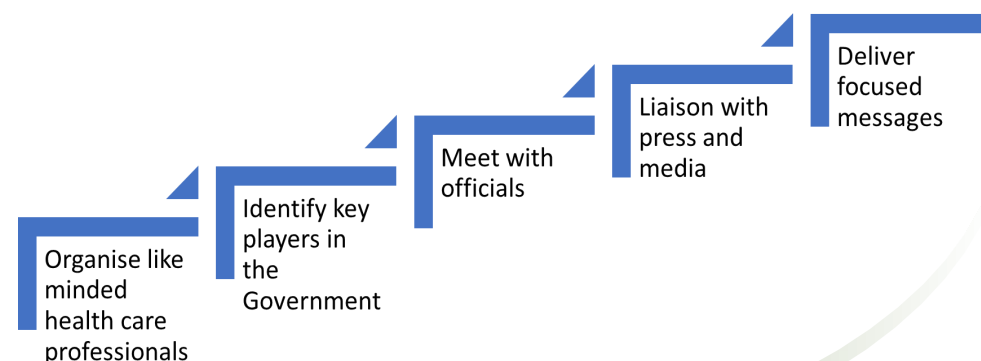 Organise like
minded
health care
professionals
Identify key
players in
the
Government
Meet with
officials
Liaison with
press and
media
Deliver
focused
messages